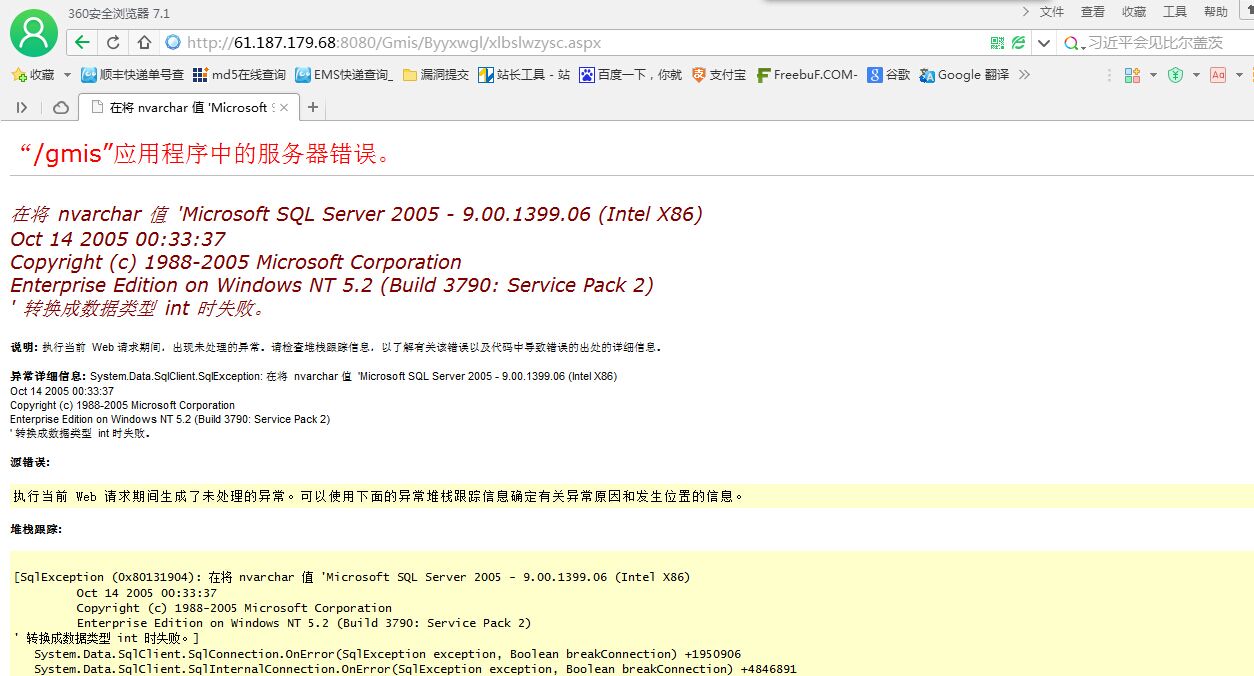 360安全浏览器 7.1
文件 查看 收藏 工具 帮助
http://61.187.179.68:8080/Gmis/Byyxwgl/xlbslwzysc.aspx
习近平会见比尔盖茨
收藏 顺丰快递单号查 md5在线查询 EMS快递查询_ 漏洞提交 站长工具 - 站 百度一下，你就 支付宝 FreebuF.COM- 谷歌 Google 翻译
在将 nvarchar 值 'Microsoft S
“/gmis”应用程序中的服务器错误。
在将 nvarchar 值 'Microsoft SQL Server 2005 - 9.00.1399.06 (Intel X86)
Oct 14 2005 00:33:37
Copyright (c) 1988-2005 Microsoft Corporation
Enterprise Edition on Windows NT 5.2 (Build 3790: Service Pack 2)
' 转换成数据类型 int 时失败。
说明: 执行当前 Web 请求期间，出现未处理的异常。请检查堆栈跟踪信息，以了解有关该错误以及代码中导致错误的出处的详细信息。
异常详细信息: System.Data.SqlClient.SqlException: 在将 nvarchar 值 'Microsoft SQL Server 2005 - 9.00.1399.06 (Intel X86)
Oct 14 2005 00:33:37
Copyright (c) 1988-2005 Microsoft Corporation
Enterprise Edition on Windows NT 5.2 (Build 3790: Service Pack 2)
' 转换成数据类型 int 时失败。
源错误:
执行当前 Web 请求期间生成了未处理的异常。可以使用下面的异常堆栈跟踪信息确定有关异常原因和发生位置的信息。
堆栈跟踪:
[SqlException (0x80131904): 在将 nvarchar 值 'Microsoft SQL Server 2005 - 9.00.1399.06 (Intel X86)
Oct 14 2005 00:33:37
Copyright (c) 1988-2005 Microsoft Corporation
Enterprise Edition on Windows NT 5.2 (Build 3790: Service Pack 2)
' 转换成数据类型 int 时失败。]
System.Data.SqlClient.SqlConnection.OnError(SqlException exception, Boolean breakConnection) +1950906
System.Data.SqlClient.SqlInternalConnection.OnError(SqlException exception, Boolean breakConnection) +4846891